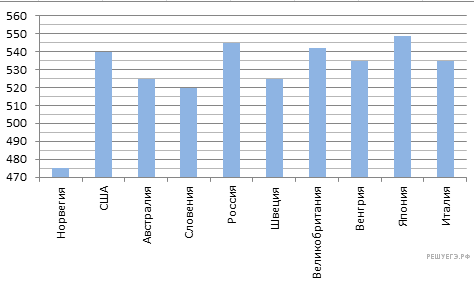 560
550
540
530
520
510
500
490
480
470
Норвегия
США
Австралия
Словения
Россия
Швеция
Великобритания
Венгрия
Япония
Италия
РЕШУЕГЭ.РФ